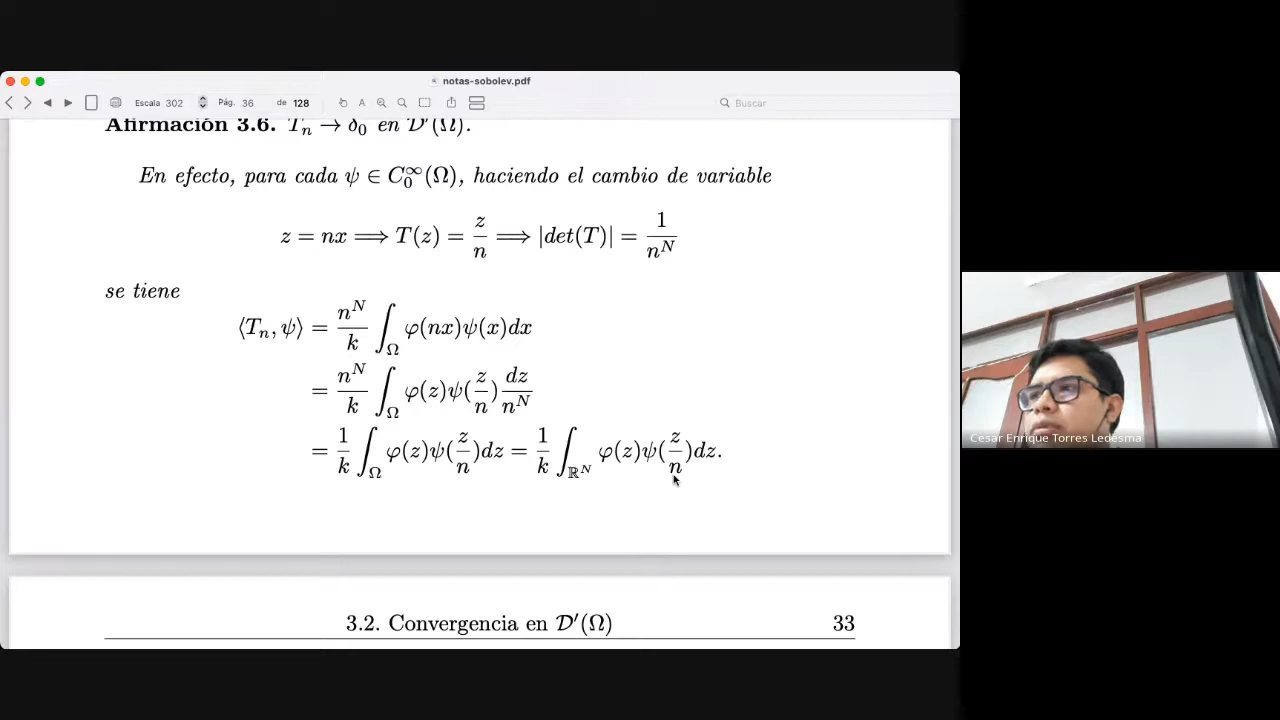 notas-sobolev.pdf
Escala 302 Pág. 36 de 128 Buscar
Afirmación 3.6. Tₙ → δ₀ en 𝒟′(Ω).
En efecto, para cada ψ ∈ C₀^∞(Ω), haciendo el cambio de variable
z = nx ⟹ T(z) = z/n ⟹ |det(T)| = 1/n^N
se tiene
⟨Tₙ, ψ⟩ = n^N/k ∫_Ω φ(nx)ψ(x)dx
= n^N/k ∫_Ω φ(z)ψ(z/n) dz/n^N
= 1/k ∫_Ω φ(z)ψ(z/n)dz = 1/k ∫_ℝ^N φ(z)ψ(z/n)dz.
3.2. Convergencia en 𝒟′(Ω) 33
Cesar Enrique Torres Ledesma